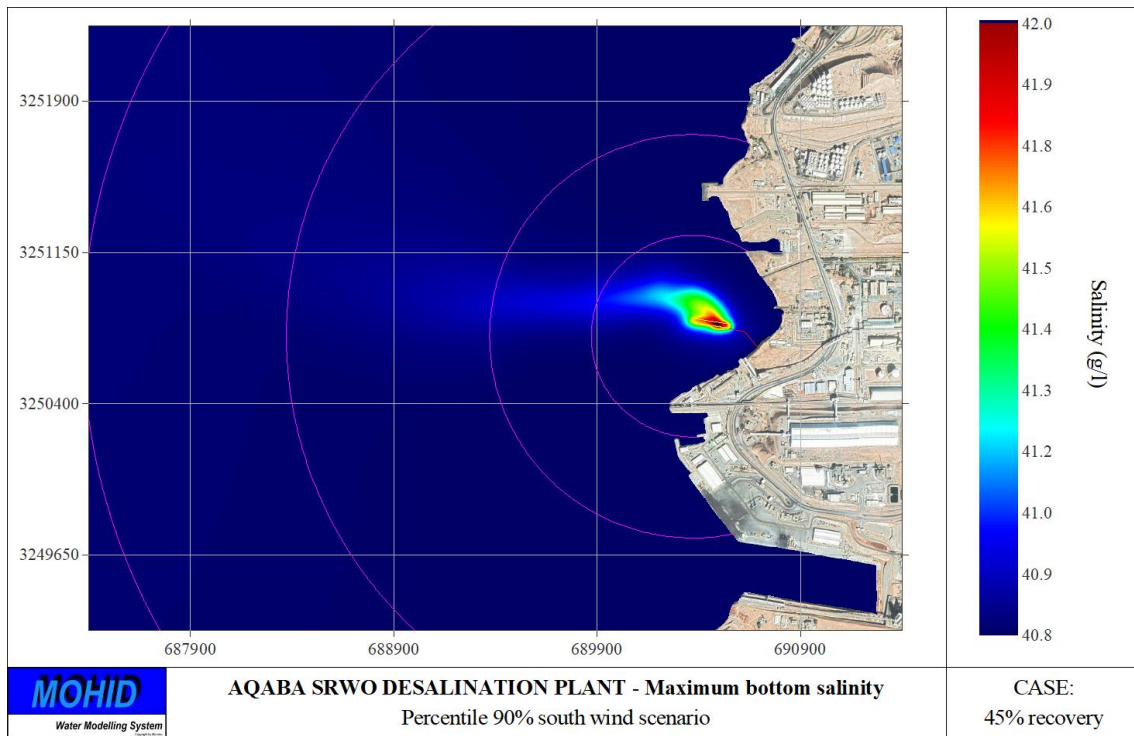 3251900
3251150
3250400
3249650
687900
688900
689900
690900
42.0
41.9
41.8
41.6
41.5
41.4
41.3
41.2
41.0
40.9
40.8
Salinity (g/l)
MOHID
Water Modelling System
AQABA SRWO DESALINATION PLANT - Maximum bottom salinity
Percentile 90% south wind scenario
CASE:
45% recovery